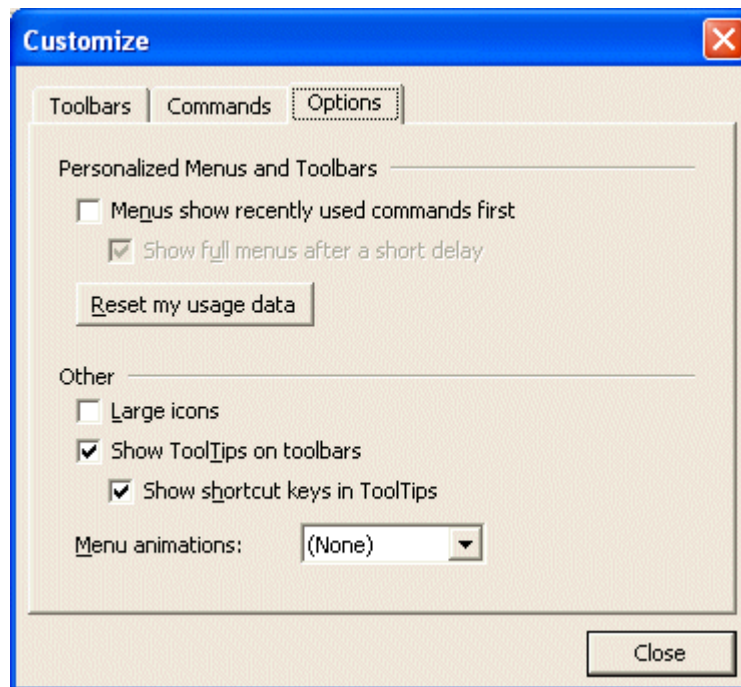 Customize
Toolbars Commands Options
Personalized Menus and Toolbars
Menus show recently used commands first
Show full menus after a short delay
Reset my usage data
Other
Large icons
Show ToolTips on toolbars
Show shortcut keys in ToolTips
Menu animations: (None)
Close